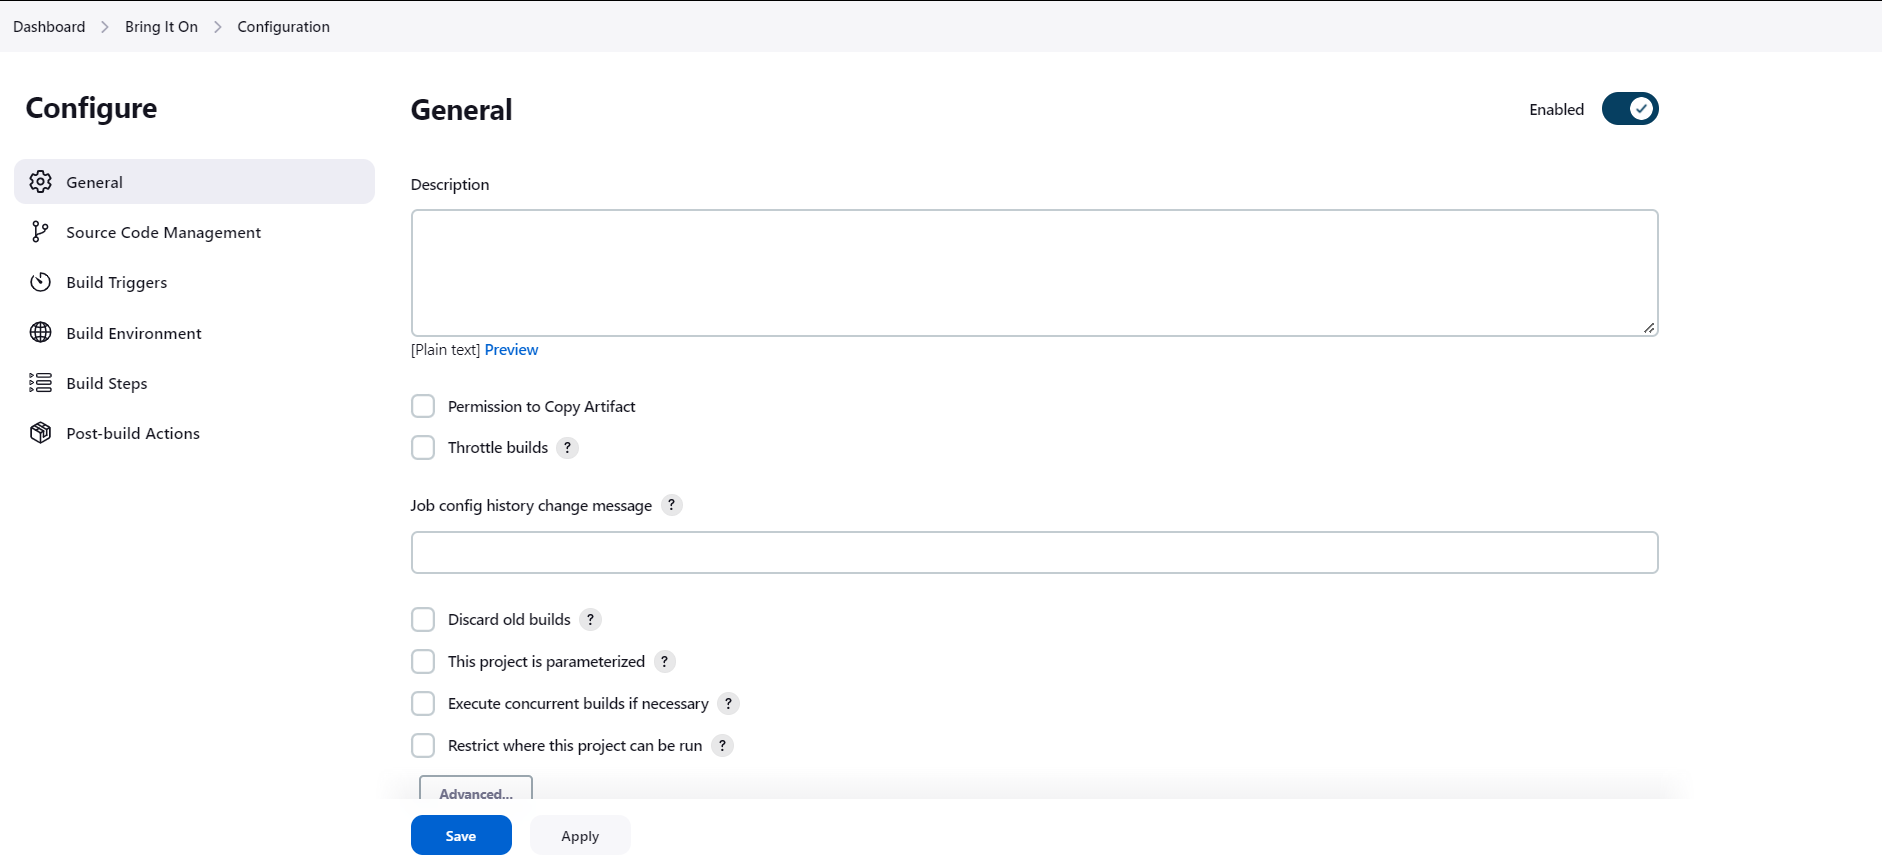 Dashboard > Bring It On > Configuration
Configure
General
Source Code Management
Build Triggers
Build Environment
Build Steps
Post-build Actions
General
Enabled
Description
[Plain text] Preview
Permission to Copy Artifact
Throttle builds ?
Job config history change message ?
Discard old builds ?
This project is parameterized ?
Execute concurrent builds if necessary ?
Restrict where this project can be run ?
Advanced...
Save Apply